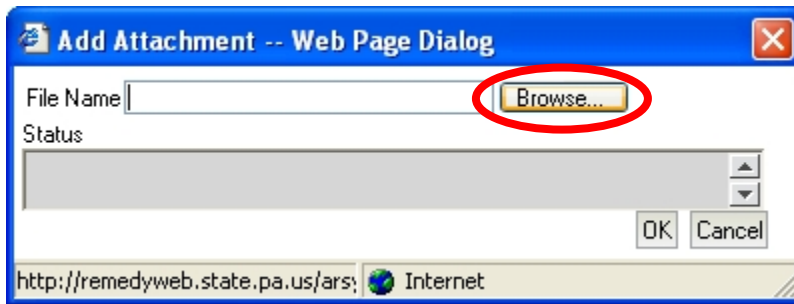 Add Attachment -- Web Page Dialog
File Name Browse...
Status
OK Cancel
http://remedyweb.state.pa.us/ars Internet